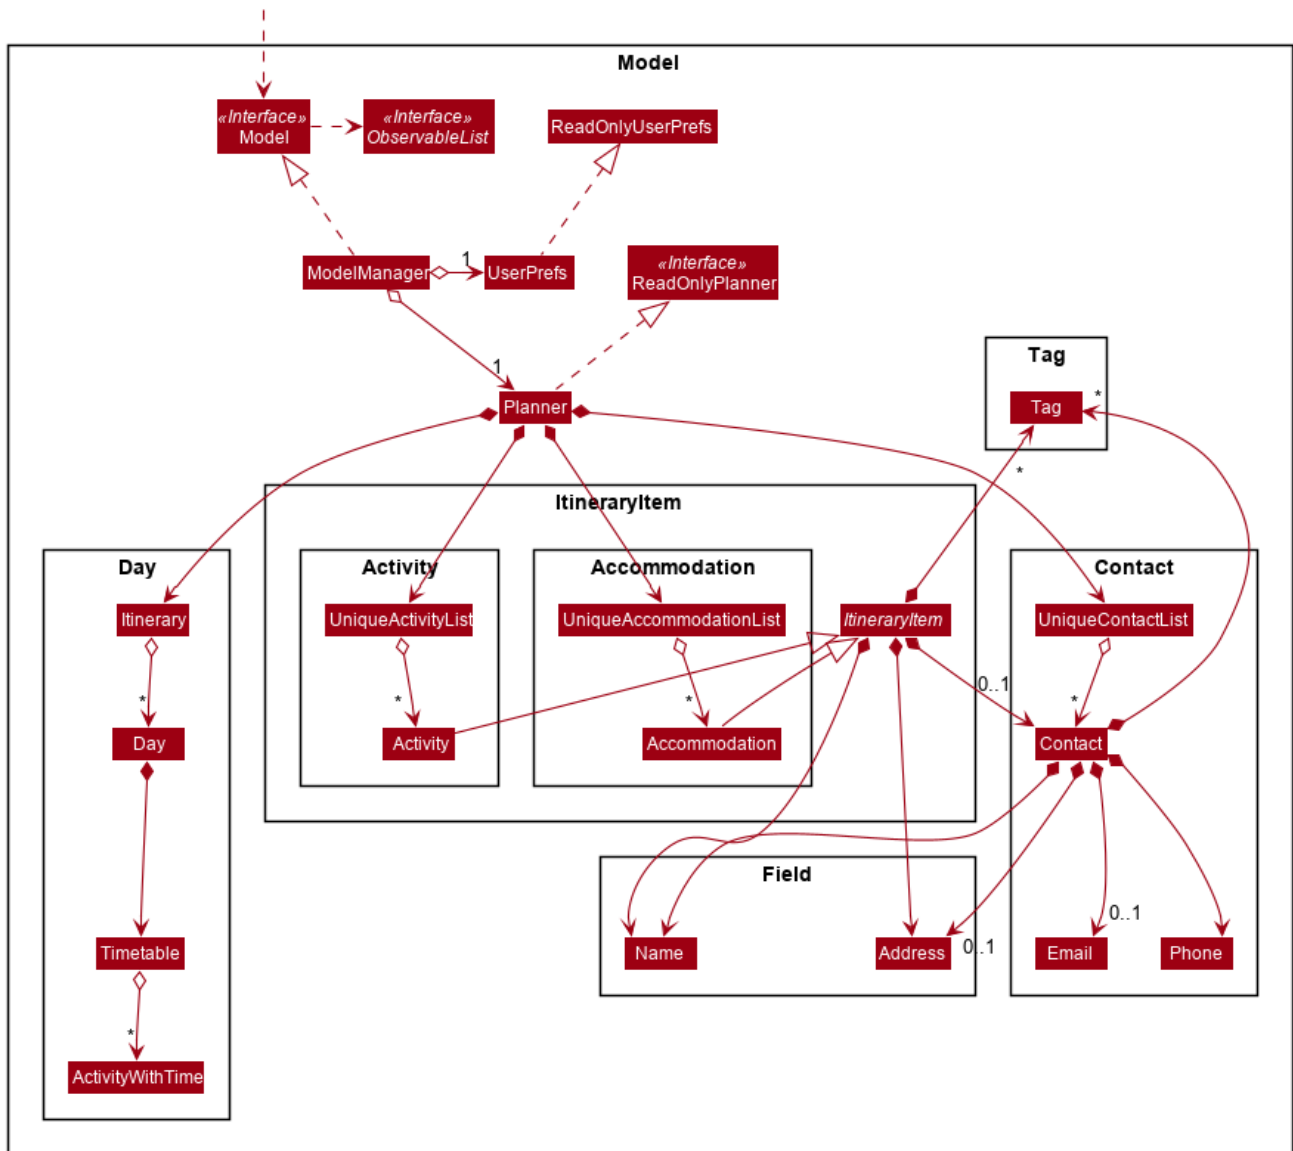 Model
«Interface»
Model
«Interface»
ObservableList
ReadOnlyUserPrefs
ModelManager
1
UserPrefs
«Interface»
ReadOnlyPlanner
1
Planner
Tag
Tag
*
*
ItineraryItem
Day
Activity
Accommodation
Contact
Itinerary
UniqueActivityList
UniqueAccommodationList
ItineraryItem
UniqueContactList
0..1
*
*
*
*
Day
Activity
Accommodation
Contact
Field
0..1
Timetable
Name
Address
0..1
Email
Phone
*
ActivityWithTime